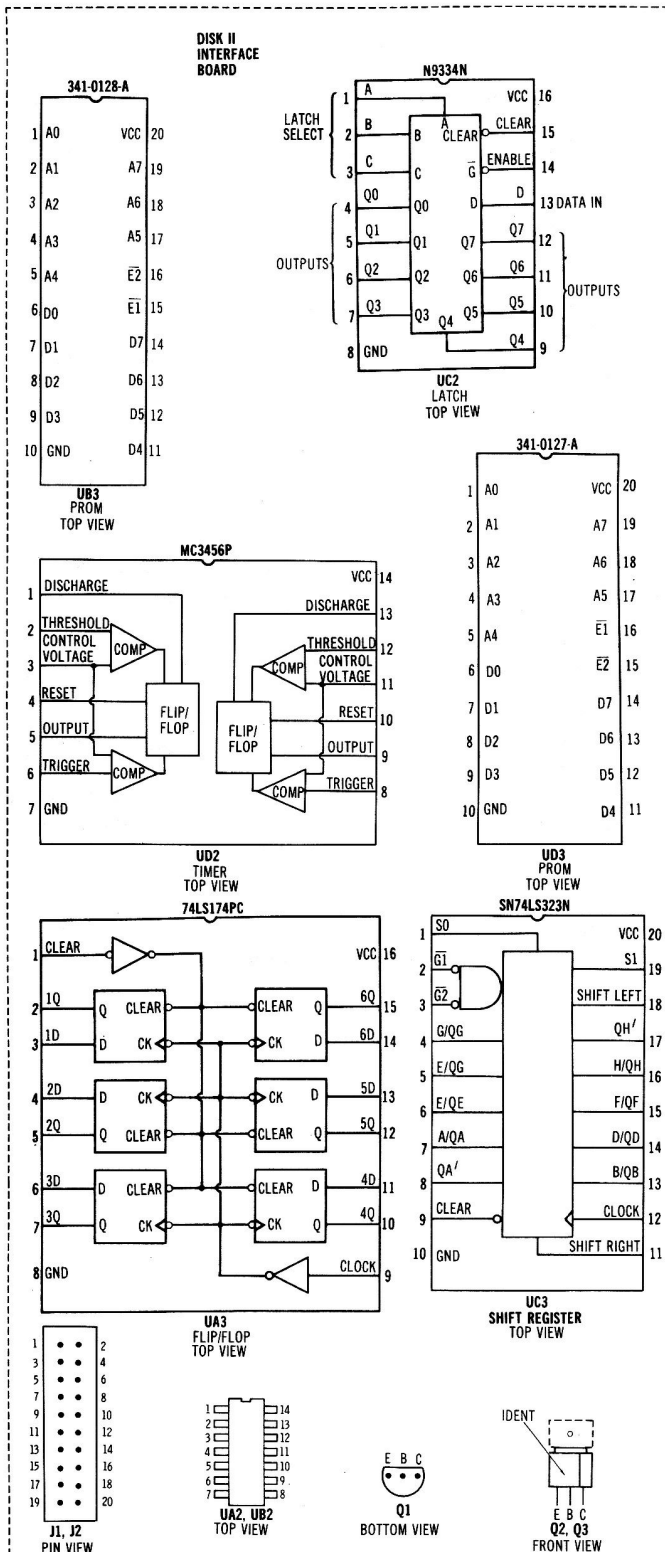 DISK II
INTERFACE
BOARD
341-0128-A
1 A0 VCC 20
2 A1 A7 19
3 A2 A6 18
4 A3 A5 17
5 A4 E2 16
6 D0 E1 15
7 D1 D7 14
8 D2 D6 13
9 D3 D5 12
10 GND D4 11
UB3
PROM
TOP VIEW
N9334N
LATCH
SELECT
OUTPUTS
1 A A VCC 16
2 B B CLEAR CLEAR 15
3 C C G ENABLE 14
4 Q0 Q0 D D 13 DATA IN
5 Q1 Q1 Q7 Q7 12
6 Q2 Q2 Q6 Q6 11
7 Q3 Q3 Q5 Q5 10
8 GND Q4 Q4 9
OUTPUTS
UC2
LATCH
TOP VIEW
341-0127-A
1 A0 VCC 20
2 A1 A7 19
3 A2 A6 18
4 A3 A5 17
5 A4 E1 16
6 D0 E2 15
7 D1 D7 14
8 D2 D6 13
9 D3 D5 12
10 GND D4 11
UD3
PROM
TOP VIEW
MC3456P
VCC 14
1 DISCHARGE DISCHARGE 13
2 THRESHOLD COMP COMP THRESHOLD 12
3 CONTROL VOLTAGE CONTROL VOLTAGE 11
4 RESET FLIP/FLOP FLIP/FLOP RESET 10
5 OUTPUT OUTPUT 9
6 TRIGGER COMP COMP TRIGGER 8
7 GND
UD2
TIMER
TOP VIEW
74LS174PC
1 CLEAR VCC 16
2 1Q Q CLEAR CLEAR Q 6Q 15
3 1D D CK CK D 6D 14
4 2D D CK CK D 5D 13
5 2Q Q CLEAR CLEAR Q 5Q 12
6 3D D CLEAR CLEAR D 4D 11
7 3Q Q CK CK Q 4Q 10
8 GND CLOCK 9
UA3
FLIP/FLOP
TOP VIEW
SN74LS323N
1 S0 VCC 20
2 G1 S1 19
3 G2 SHIFT LEFT 18
4 G/QG QH′ 17
5 E/QG H/QH 16
6 E/QE F/QF 15
7 A/QA D/QD 14
8 QA′ B/QB 13
9 CLEAR CLOCK 12
10 GND SHIFT RIGHT 11
UC3
SHIFT REGISTER
TOP VIEW
1 2
3 4
5 6
7 8
9 10
11 12
13 14
15 16
17 18
19 20
J1, J2
PIN VIEW
1 14
2 13
3 12
4 11
5 10
6 9
7 8
UA2, UB2
TOP VIEW
E B C
Q1
BOTTOM VIEW
IDENT
E B C
Q2, Q3
FRONT VIEW